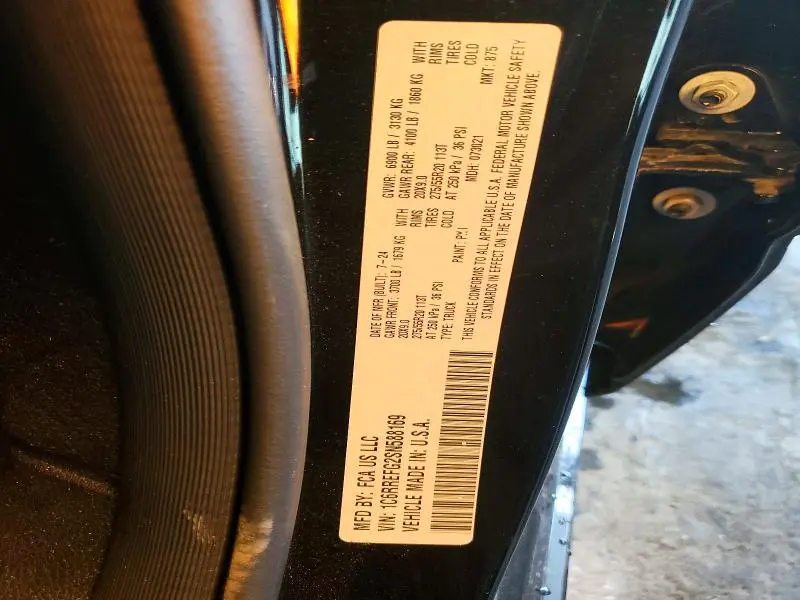 MFD BY: FCA US LLC
DATE OF MFR (BUILT): 7-24
GVWR: 6900 LB / 3130 KG
GAWR FRONT: 3700 LB / 1679 KG WITH
GAWR REAR: 4100 LB / 1860 KG WITH
20X9.0 RIMS
20X9.0 RIMS
275/55R20 113T TIRES
275/55R20 113T TIRES
AT 250 kPa / 36 PSI COLD
AT 250 kPa / 36 PSI COLD
VIN: 1C6RREFG2SN588169
TYPE: TRUCK
PAINT: PX1
MDH: 073021
MKT: 875
VEHICLE MADE IN: U.S.A.
THIS VEHICLE CONFORMS TO ALL APPLICABLE U.S.A. FEDERAL MOTOR VEHICLE SAFETY
STANDARDS IN EFFECT ON THE DATE OF MANUFACTURE SHOWN ABOVE.